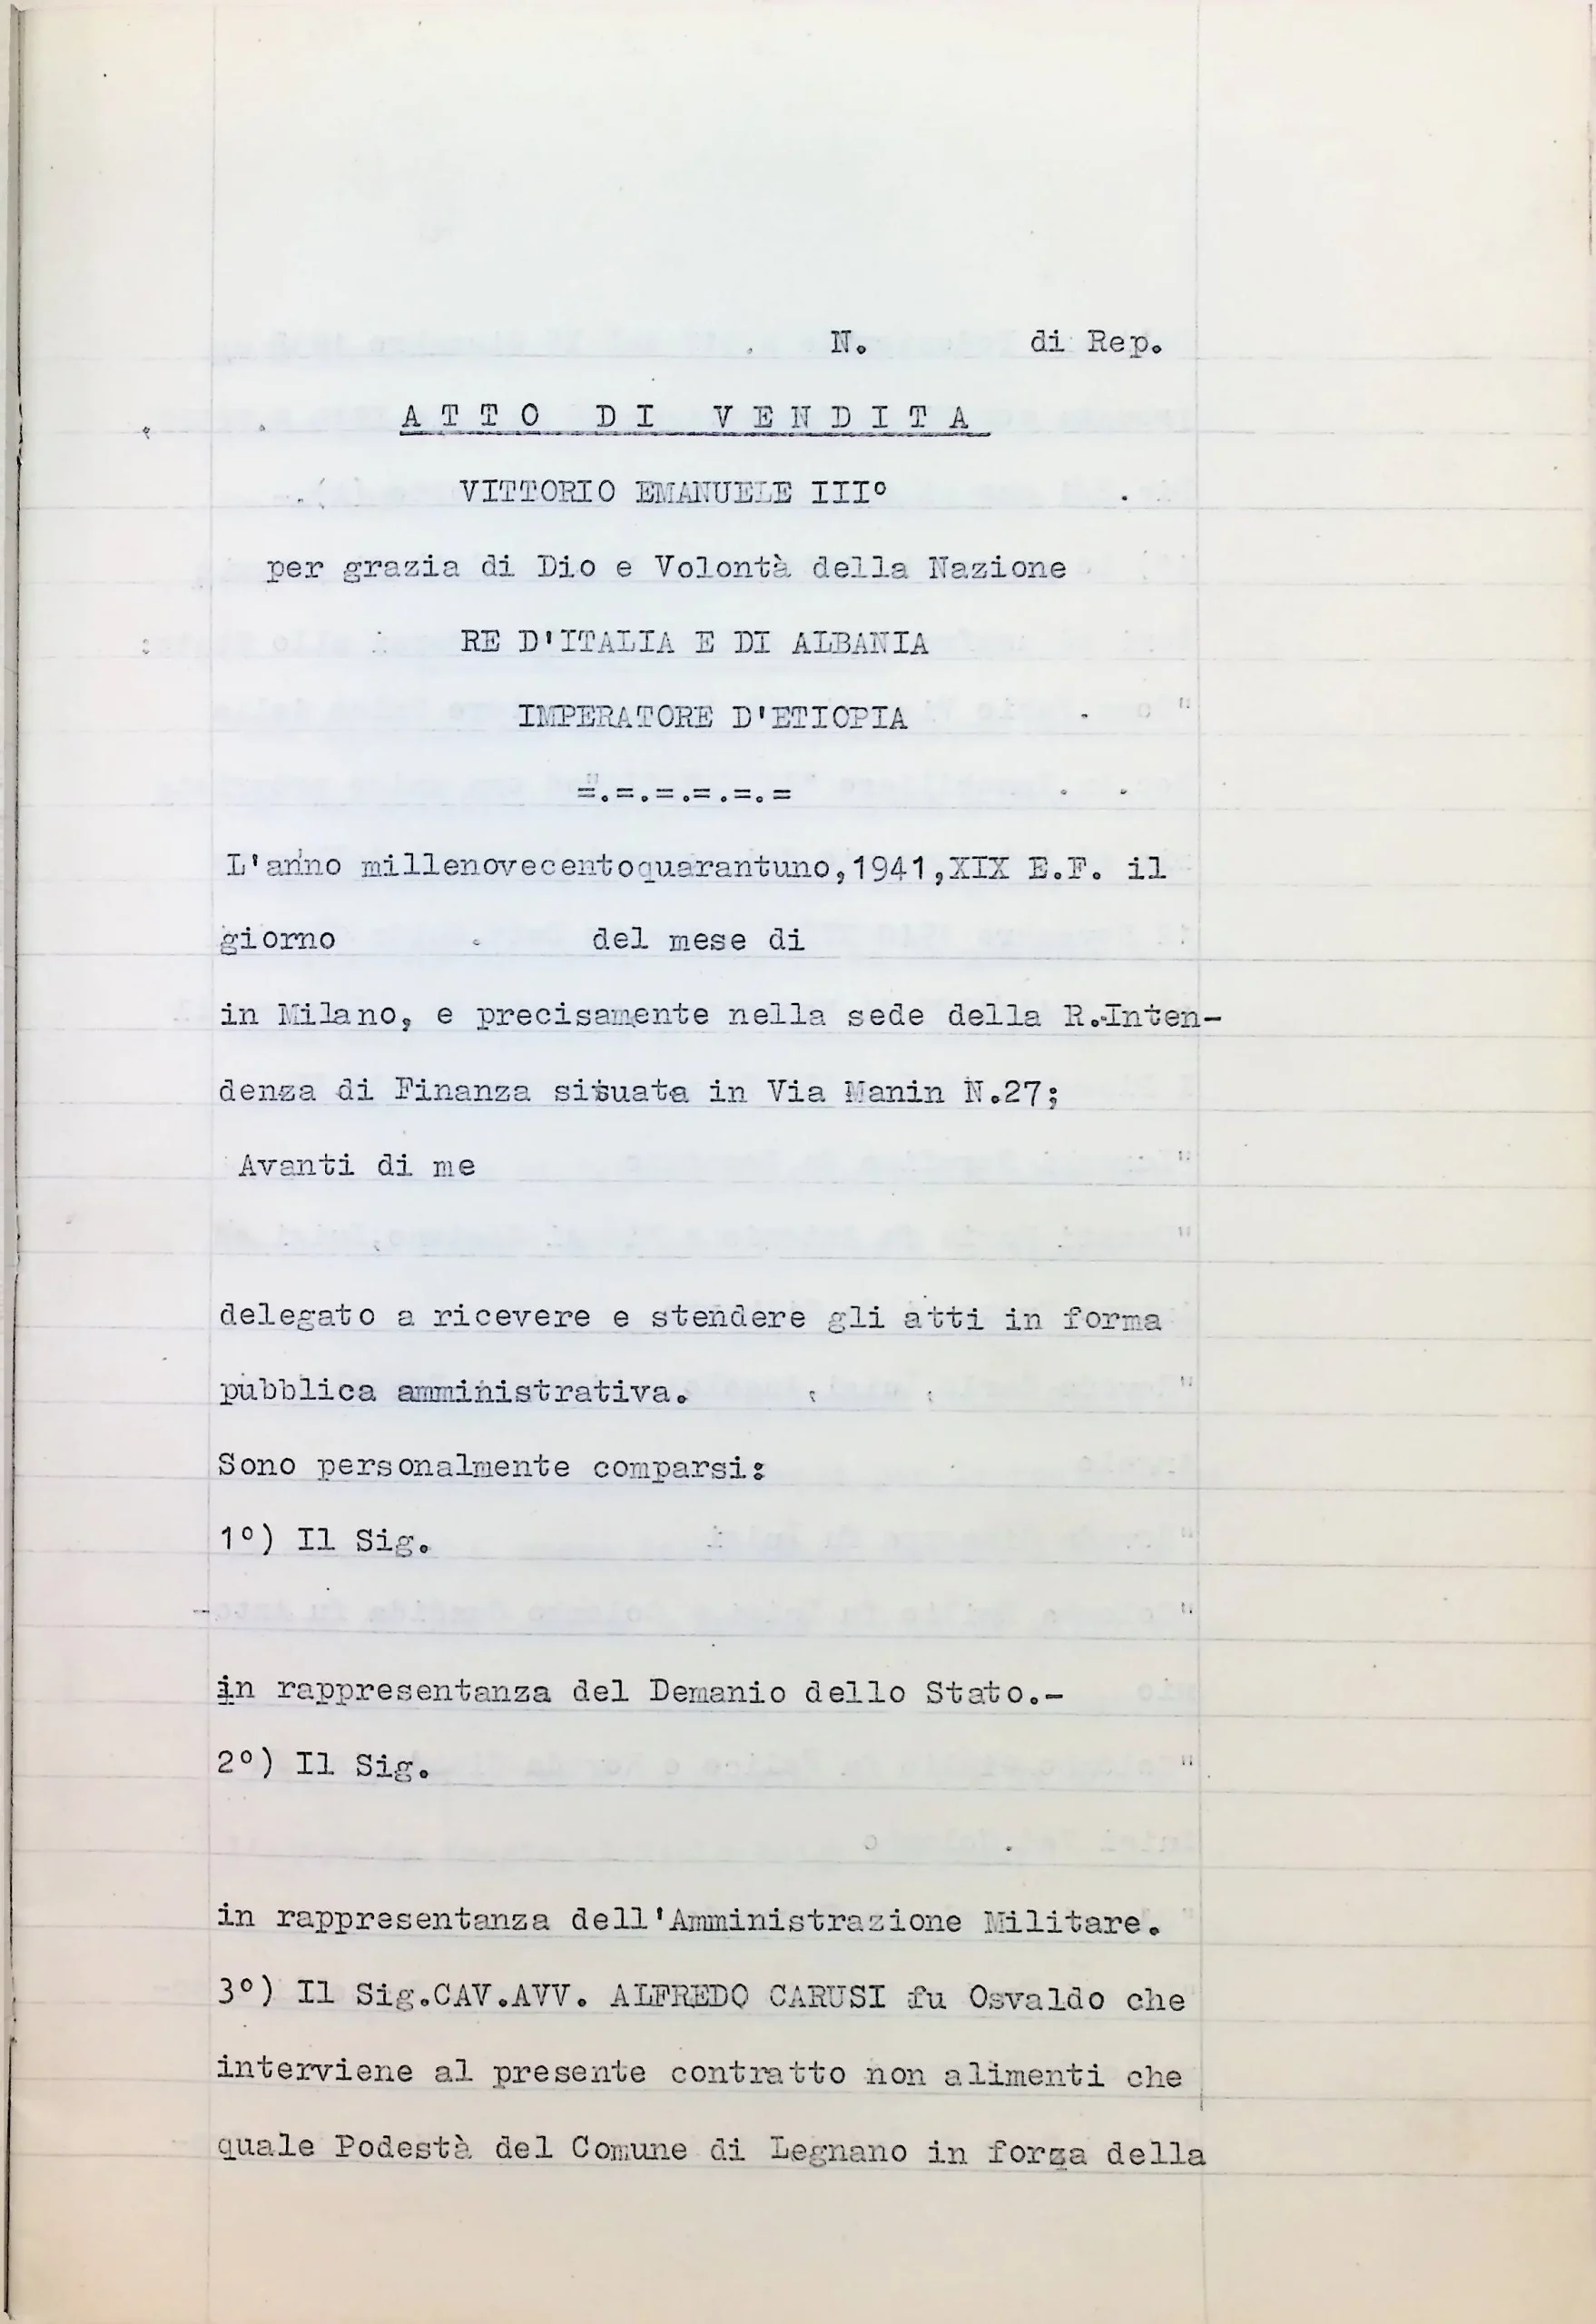 N. di Rep.
ATTO DI VENDITA
VITTORIO EMANUELE III°
per grazia di Dio e Volontà della Nazione
RE D'ITALIA E DI ALBANIA
IMPERATORE D'ETIOPIA
=.=.=.=.=.=
L'anno millenovecentoquarantuno,1941,XIX E.F. il
giorno del mese di
in Milano, e precisamente nella sede della R.Inten-
denza di Finanza situata in Via Manin N.27;
Avanti di me
delegato a ricevere e stendere gli atti in forma
pubblica amministrativa.
Sono personalmente comparsi:
1°) Il Sig.
in rappresentanza del Demanio dello Stato.-
2°) Il Sig.
in rappresentanza dell'Amministrazione Militare.
3°) Il Sig.CAV.AVV. ALFREDO CARUSI fu Osvaldo che
interviene al presente contratto non alimenti che
quale Podestà del Comune di Legnano in forza della